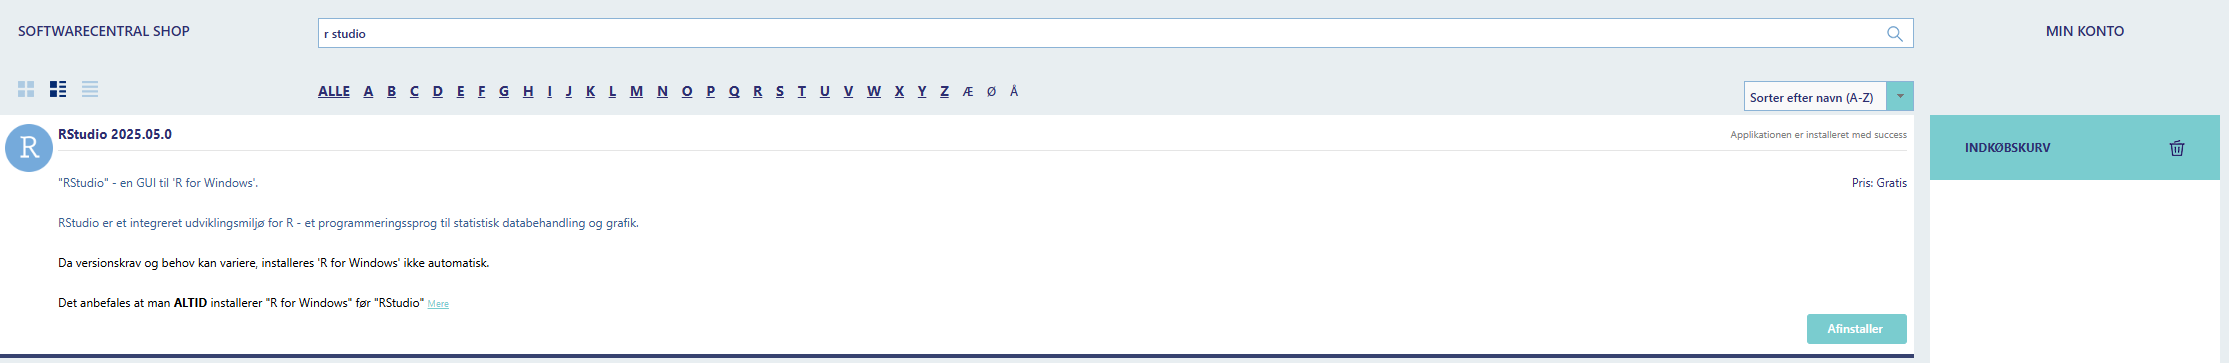 SOFTWARECENTRAL SHOP
r studio
MIN KONTO
ALLE A B C D E F G H I J K L M N O P Q R S T U V W X Y Z Æ Ø Å
Sorter efter navn (A-Z)
R
RStudio 2025.05.0
Applikationen er installeret med success
INDKØBSKURV
"RStudio" - en GUI til 'R for Windows'.
Pris: Gratis
RStudio er et integreret udviklingsmiljø for R - et programmeringssprog til statistisk databehandling og grafik.
Da versionskrav og behov kan variere, installeres 'R for Windows' ikke automatisk.
Det anbefales at man ALTID installerer "R for Windows" før "RStudio" Mere
Afinstaller